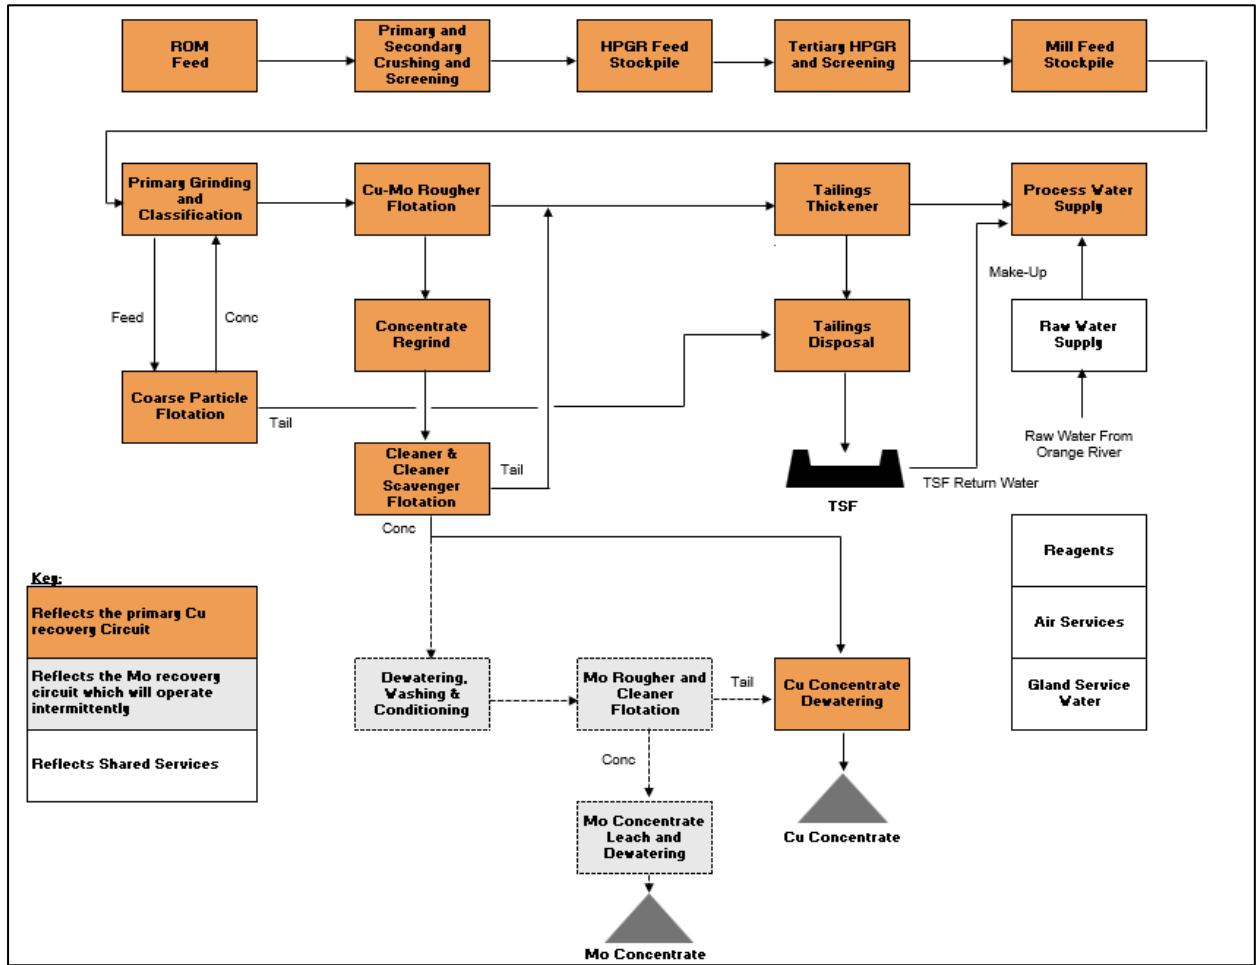 ROM
Feed
Primary and
Secondary
Crushing and
Screening
HPGR Feed
Stockpile
Tertiary HPGR
and Screening
Mill Feed
Stockpile
Primary Grinding
and
Classification
Cu-Mo Rougher
Flotation
Tailings
Thickener
Process Water
Supply
Make-Up
Feed
Conc
Concentrate
Regrind
Tailings
Disposal
Raw Water
Supply
Coarse Particle
Flotation
Tail
Raw Water From
Orange River
Cleaner &
Cleaner
Scavenger
Flotation
Tail
TSF Return Water
TSF
Conc
Reagents
Air Services
Gland Service
Water
Key:
Reflects the primary Cu
recovery Circuit
Reflects the Mo recovery
circuit which will operate
intermittently
Reflects Shared Services
Dewatering,
Washing &
Conditioning
Mo Rougher and
Cleaner
Flotation
Tail
Cu Concentrate
Dewatering
Conc
Mo Concentrate
Leach and
Dewatering
Cu Concentrate
Mo Concentrate